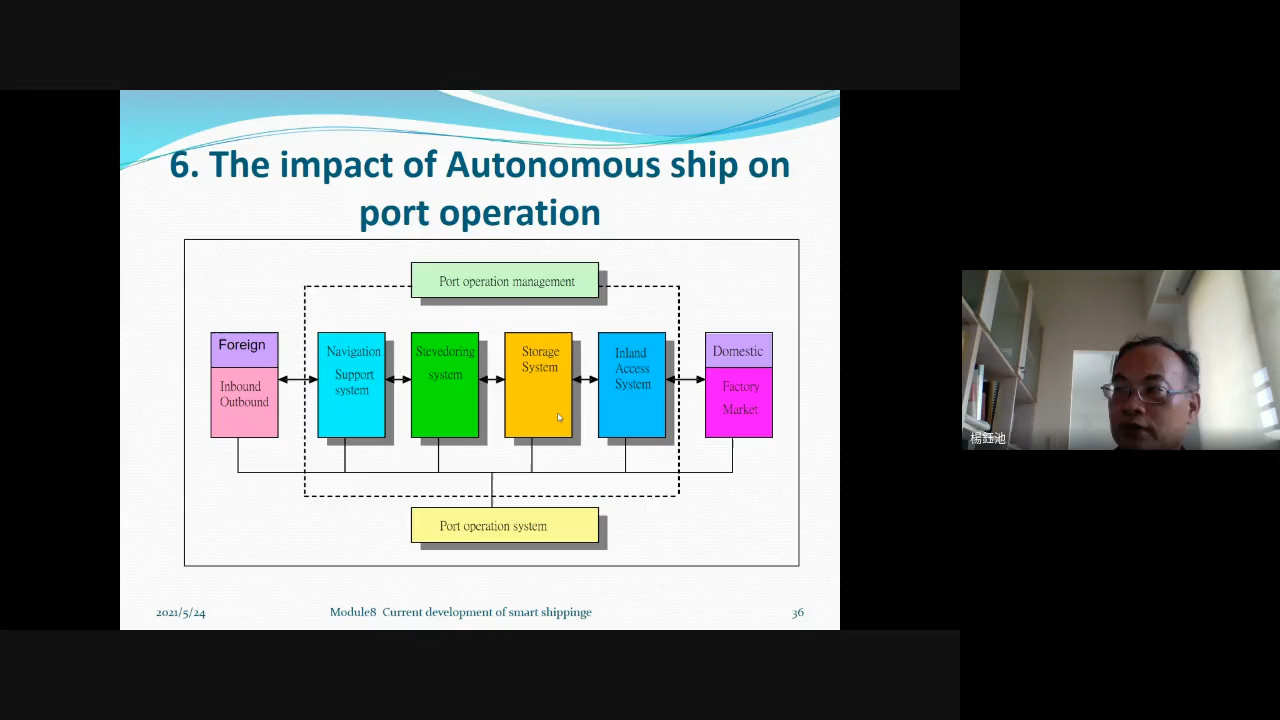 6. The impact of Autonomous ship on
port operation
Port operation management
Foreign
Inbound
Outbound
Navigation
Support
system
Stevedoring
system
Storage
System
Inland
Access
System
Domestic
Factory
Market
Port operation system
2021/5/24
Module8 Current development of smart shippinge
36
楊鈺池